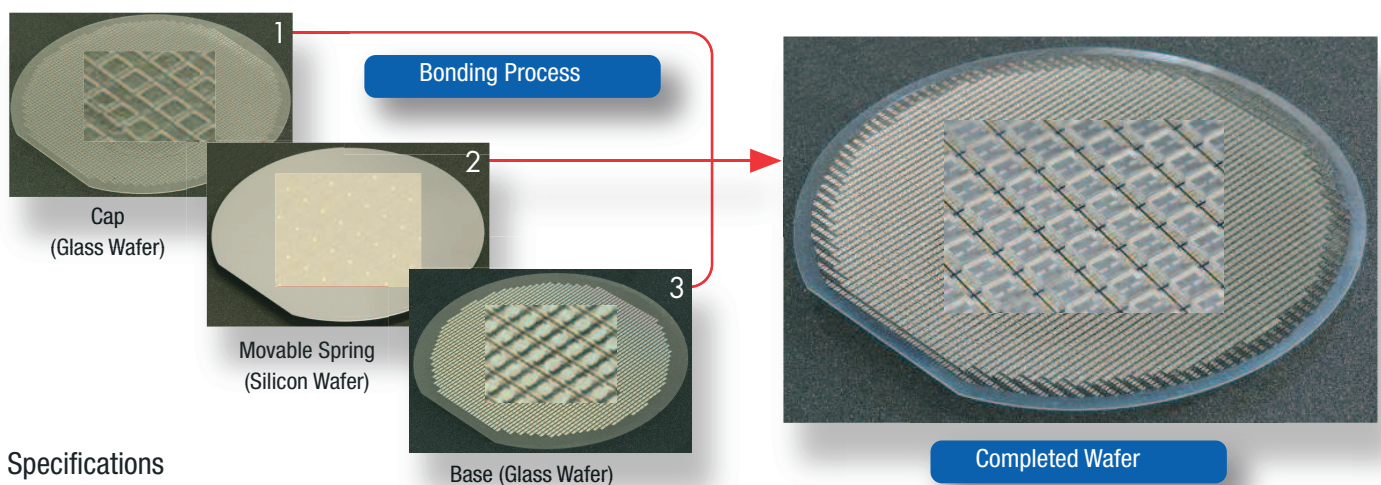 1
Bonding Process
2
Cap
(Glass Wafer)
3
Movable Spring
(Silicon Wafer)
Specifications
Base (Glass Wafer)
Completed Wafer